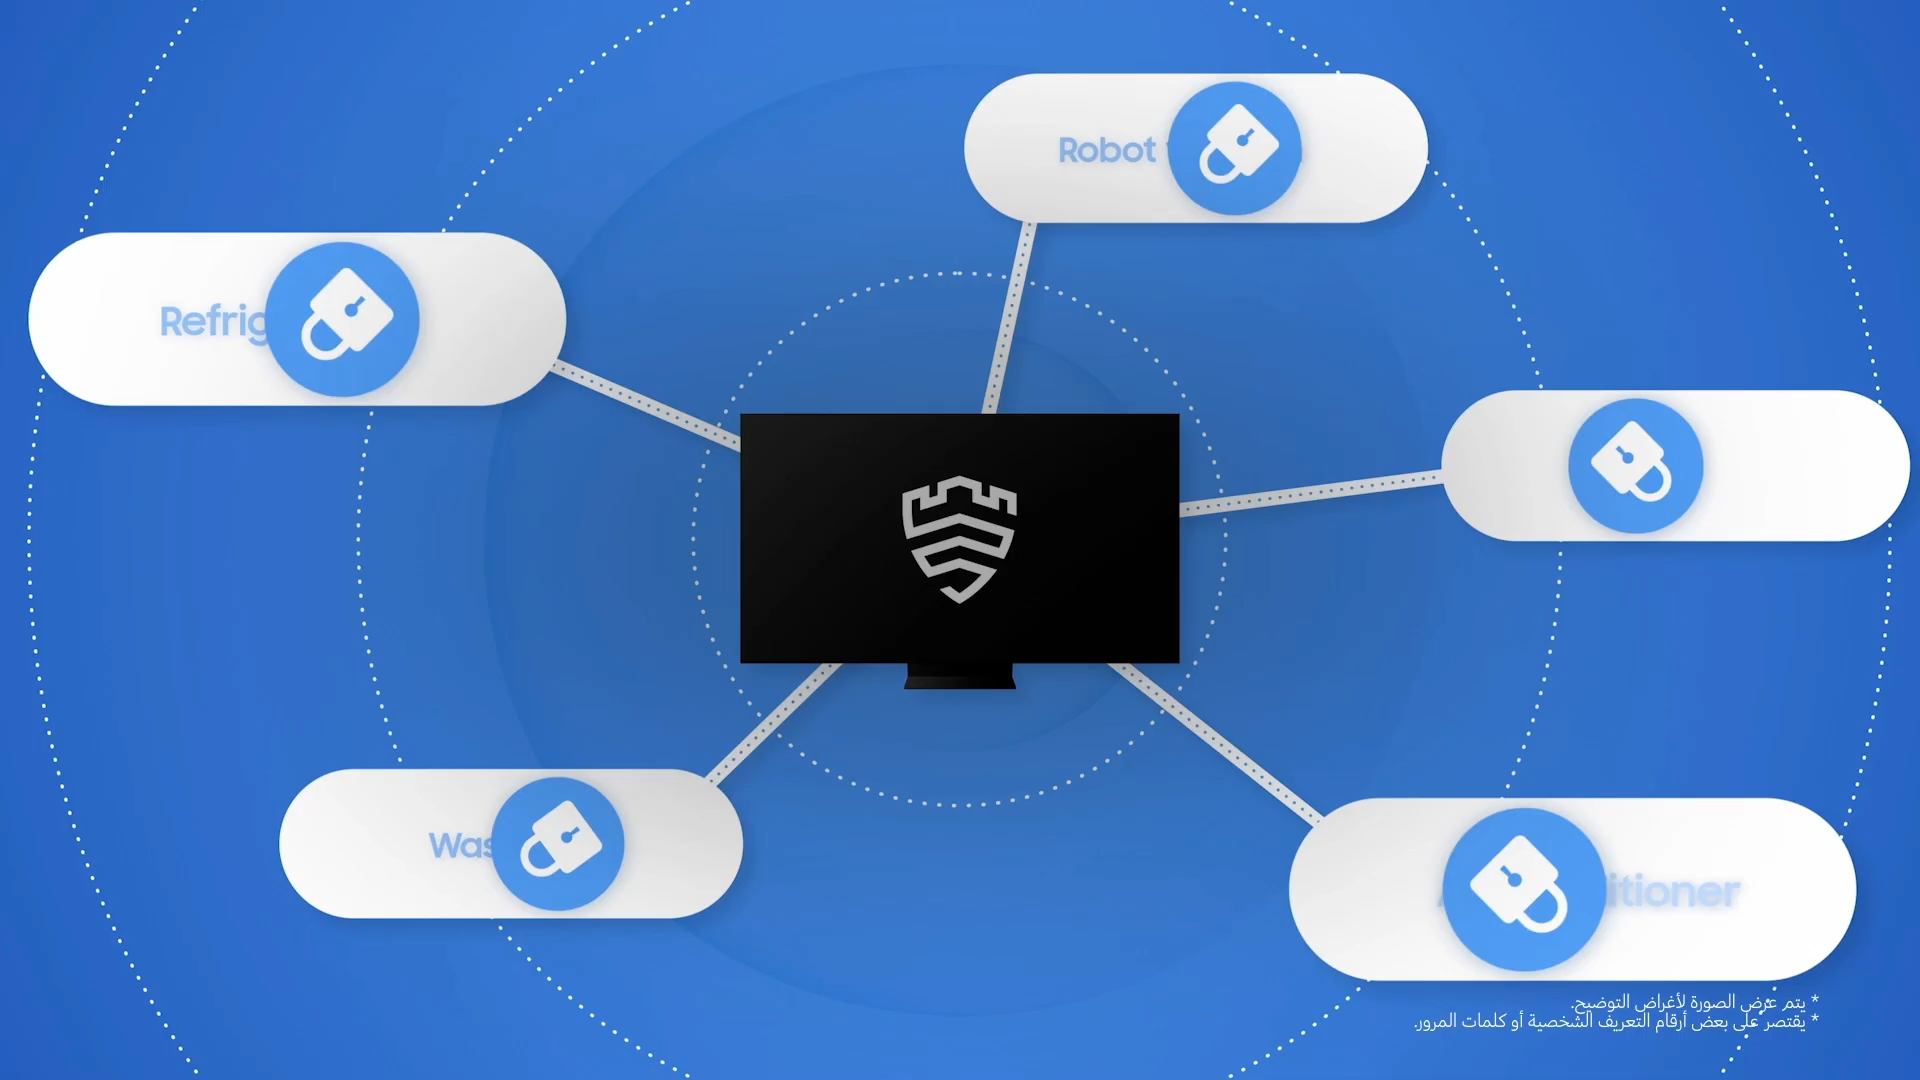 Robot
Refrig
Was
itioner
* يتم عرض الصورة لأغراض التوضيح.
* يقتصر على بعض أرقام التعريف الشخصية أو كلمات المرور.